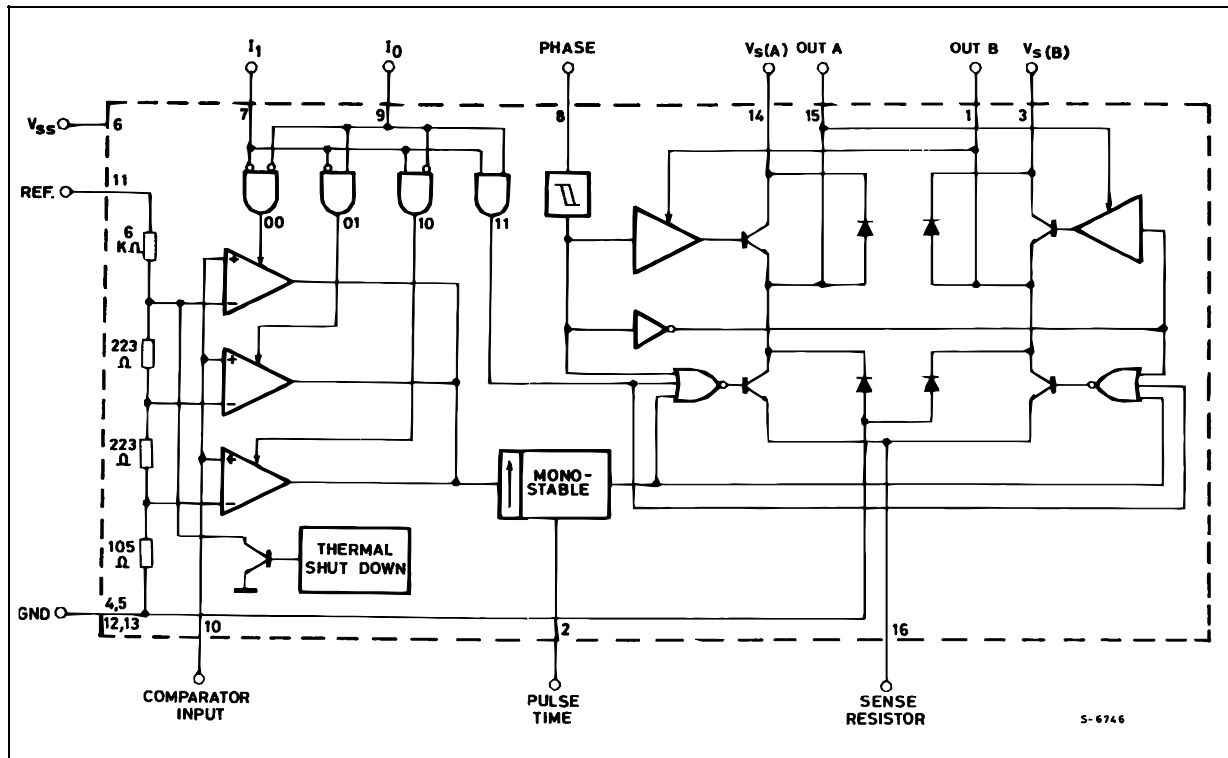 I1
I0
PHASE
VS(A)
OUT A
OUT B
VS(B)
7
9
8
14
15
1
3
VSS
6
REF.
11
00
01
10
11
6
KΩ
+
−
223
Ω
+
−
223
Ω
+
−
MONO-
STABLE
105
Ω
THERMAL
SHUT DOWN
GND
4,5
12,13
10
2
16
COMPARATOR
INPUT
PULSE
TIME
SENSE
RESISTOR
S-6746